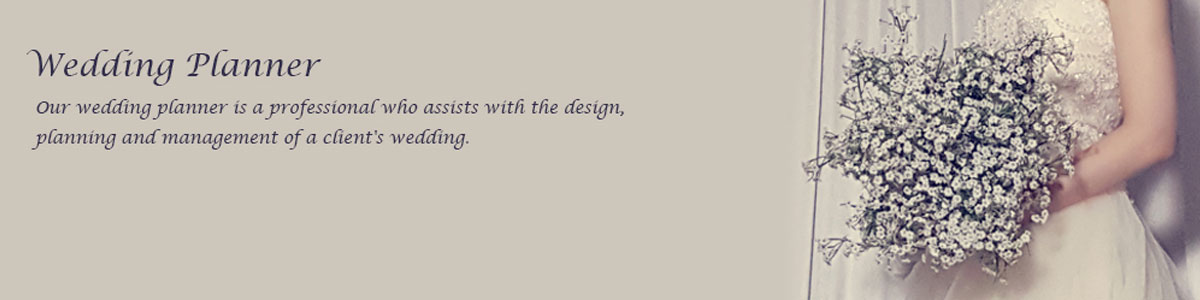 Wedding Planner
Our wedding planner is a professional who assists with the design,
planning and management of a client's wedding.